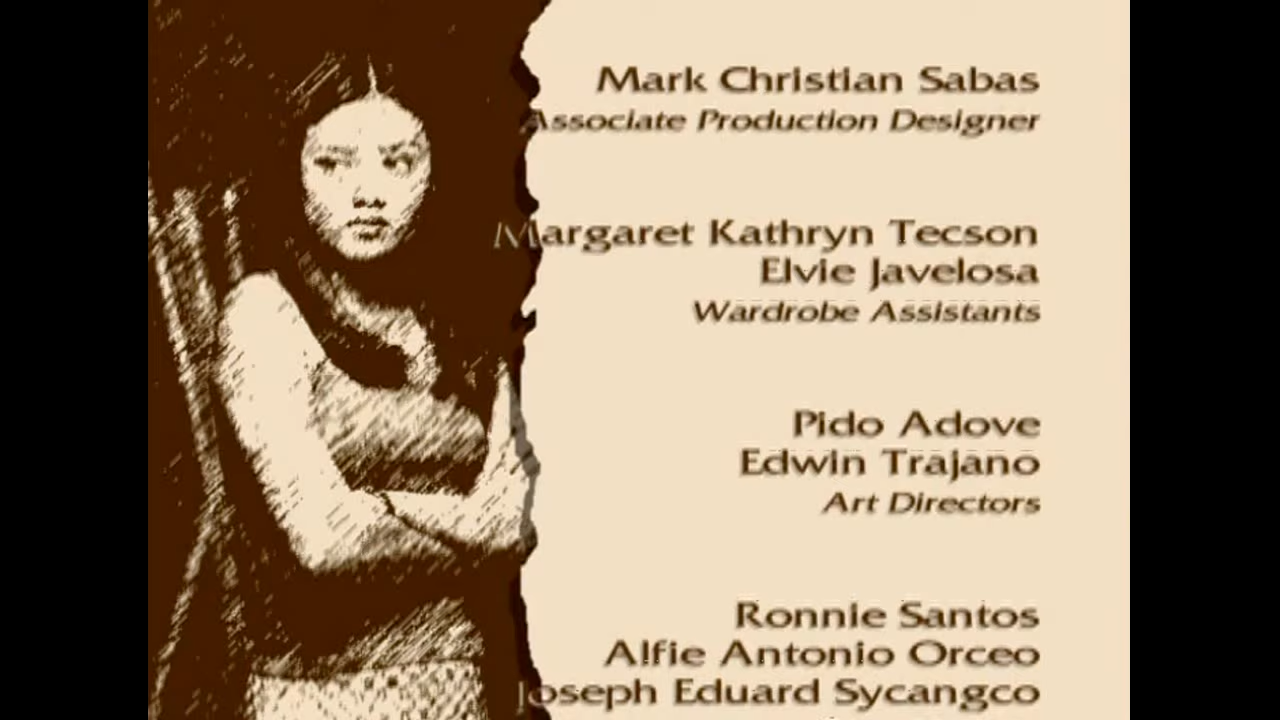 Mark Christian Sabas
Associate Production Designer
Margaret Kathryn Tecson
Elvie Javelosa
Wardrobe Assistants
Pido Adove
Edwin Trajano
Art Directors
Ronnie Santos
Alfie Antonio Orceo
Joseph Eduard Sycangco